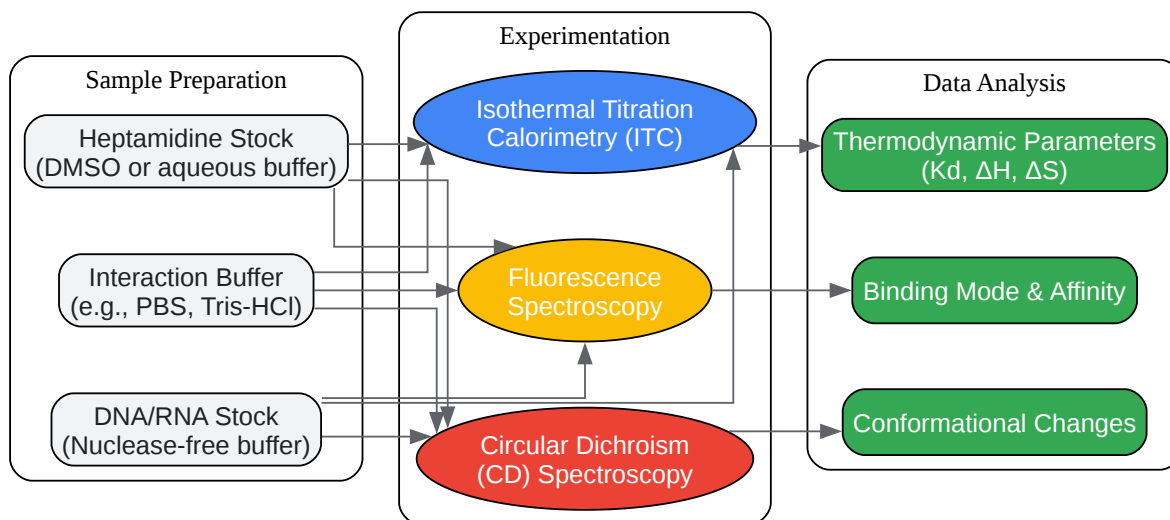 Sample Preparation
Heptamidine Stock
(DMSO or aqueous buffer)
Interaction Buffer
(e.g., PBS, Tris-HCl)
DNA/RNA Stock
(Nuclease-free buffer)
Experimentation
Isothermal Titration
Calorimetry (ITC)
Fluorescence
Spectroscopy
Circular Dichroism
(CD) Spectroscopy
Data Analysis
Thermodynamic Parameters
(Kd, ΔH, ΔS)
Binding Mode & Affinity
Conformational Changes